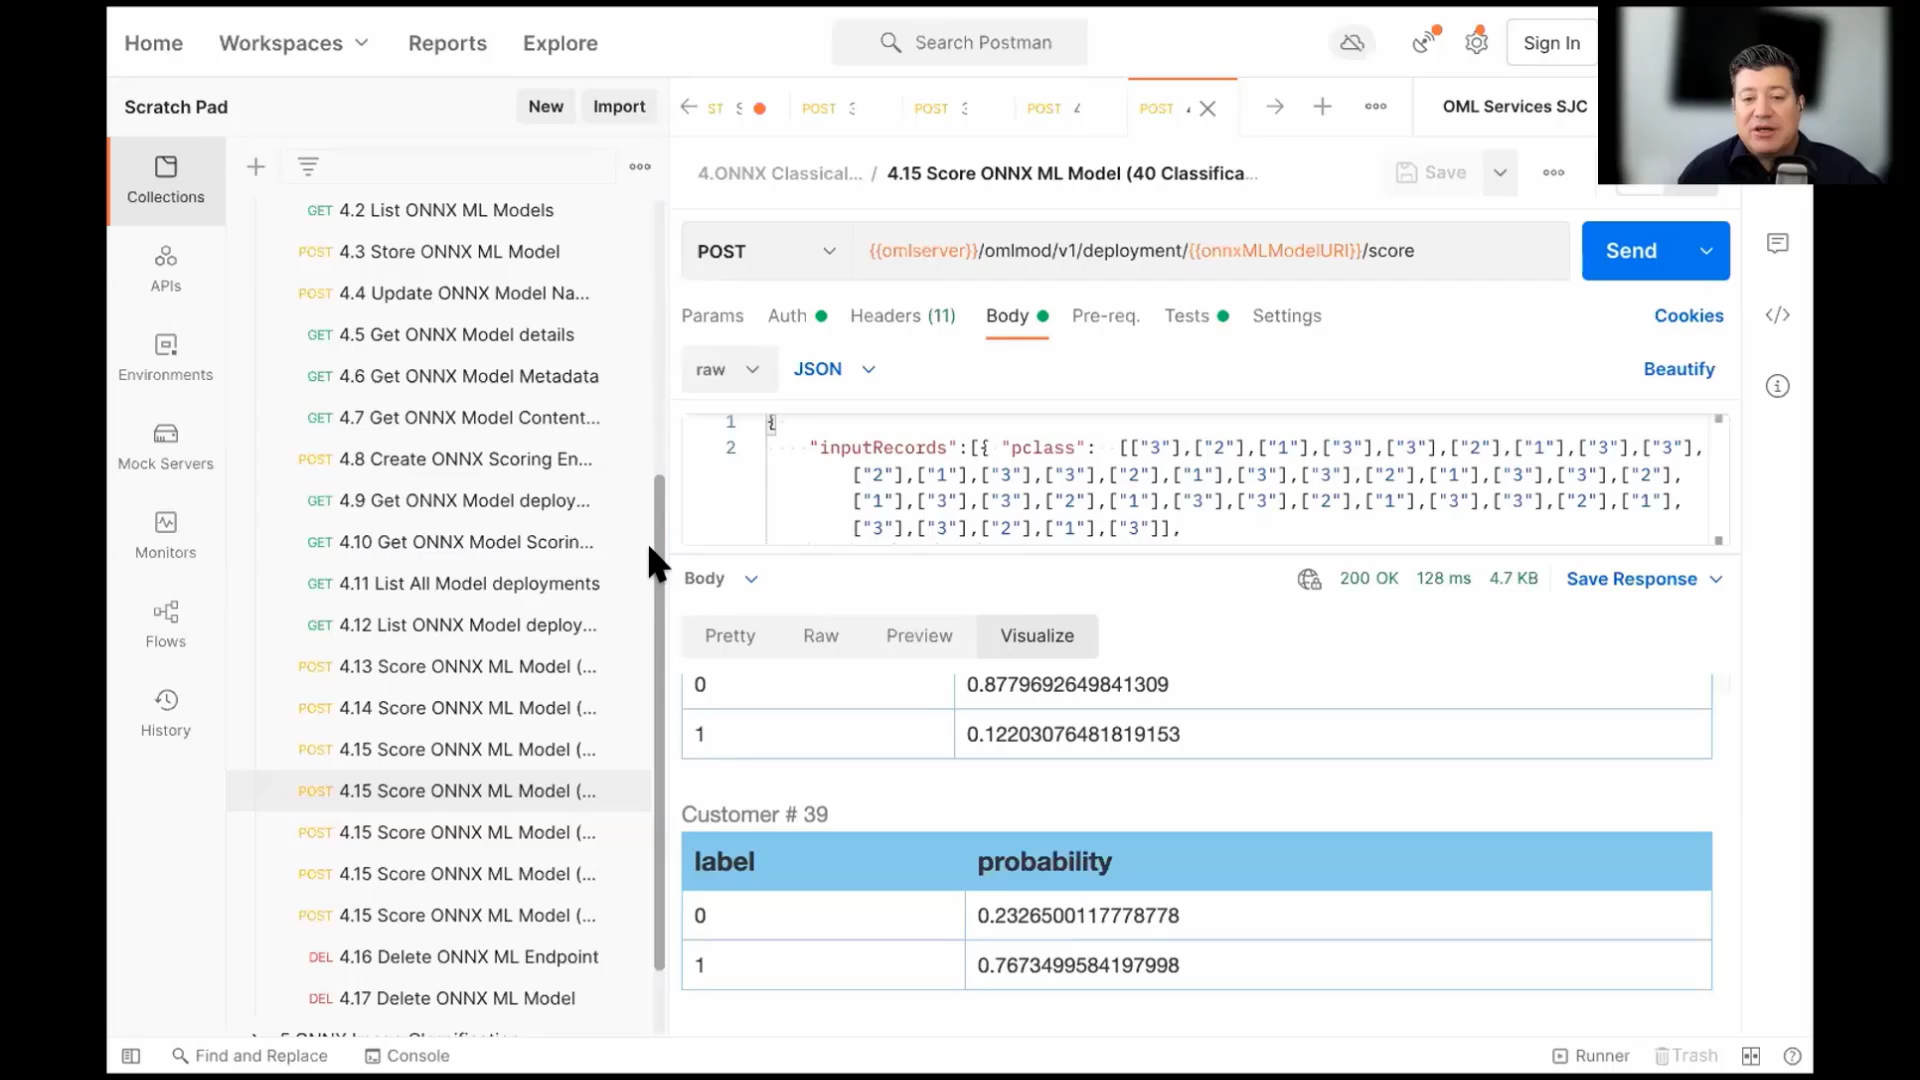 Home
Workspaces
Reports
Explore
Search Postman
Sign In
Scratch Pad
New
Import
ST
POST
POST
POST
POST
OML Services SJC
Collections
APIs
Environments
Mock Servers
Monitors
Flows
History
GET 4.2 List ONNX ML Models
POST 4.3 Store ONNX ML Model
POST 4.4 Update ONNX Model Na...
GET 4.5 Get ONNX Model details
GET 4.6 Get ONNX Model Metadata
GET 4.7 Get ONNX Model Content...
POST 4.8 Create ONNX Scoring En...
GET 4.9 Get ONNX Model deploy...
GET 4.10 Get ONNX Model Scorin...
GET 4.11 List All Model deployments
GET 4.12 List ONNX Model deploy...
POST 4.13 Score ONNX ML Model (...
POST 4.14 Score ONNX ML Model (...
POST 4.15 Score ONNX ML Model (...
POST 4.15 Score ONNX ML Model (...
POST 4.15 Score ONNX ML Model (...
POST 4.15 Score ONNX ML Model (...
POST 4.15 Score ONNX ML Model (...
DEL 4.16 Delete ONNX ML Endpoint
DEL 4.17 Delete ONNX ML Model
4.ONNX Classical... / 4.15 Score ONNX ML Model (40 Classifica...
Save
POST
{{omlserver}}/omlmod/v1/deployment/{{onnxMLModelURI}}/score
Send
Params
Auth
Headers (11)
Body
Pre-req.
Tests
Settings
Cookies
raw
JSON
Beautify
1 {
2 "inputRecords":[{ "pclass": [["3"],["2"],["1"],["3"],["3"],["2"],["1"],["3"],["3"],
["2"],["1"],["3"],["3"],["2"],["1"],["3"],["3"],["2"],["1"],["3"],["3"],["2"],
["1"],["3"],["3"],["2"],["1"],["3"],["3"],["2"],["1"],["3"],["3"],["2"],["1"],
["3"],["3"],["2"],["1"],["3"]],
Body
200 OK
128 ms
4.7 KB
Save Response
Pretty
Raw
Preview
Visualize
0 0.8779692649841309
1 0.12203076481819153
Customer # 39
label probability
0 0.2326500117778778
1 0.7673499584197998
Find and Replace
Console
Runner
Trash